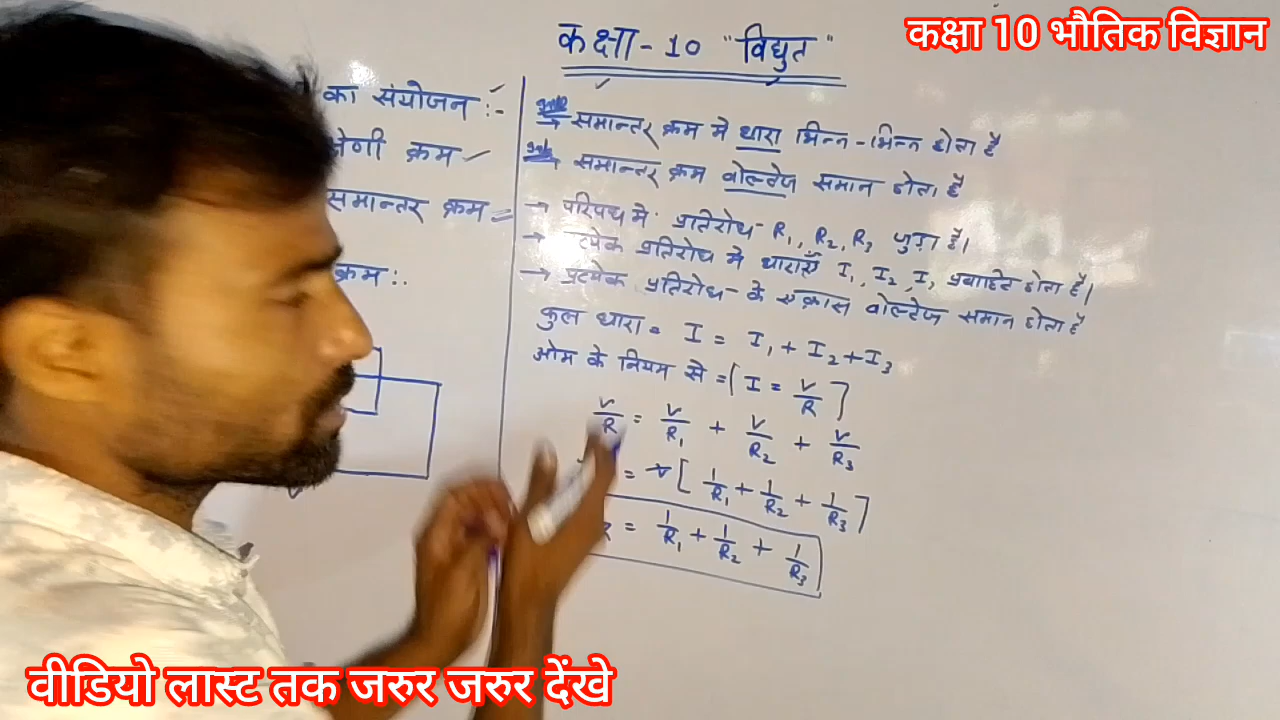 कक्षा 10 भौतिक विज्ञान
कक्षा - 10 "विद्युत"
का संयोजन :-
श्रेणी क्रम
समान्तर क्रम =
क्रम :.
→ समान्तर क्रम मे धारा भिन्न-भिन्न होता है
→ समान्तर क्रम वोल्टेज समान होता है
→ परिपथ मे प्रतिरोध - R₁, R₂, R₃ जुड़ा है।
→ प्रत्येक प्रतिरोध मे धाराएँ I₁, I₂, I₃ प्रवाहित होता है।
→ प्रत्येक प्रतिरोध के एक्रास वोल्टेज समान होता है
कुल धारा = I = I₁ + I₂ + I₃
ओम के नियम से = [ I = V/R ]
V/R = V/R₁ + V/R₂ + V/R₃
= V [ 1/R₁ + 1/R₂ + 1/R₃ ]
R = 1/R₁ + 1/R₂ + 1/R₃
V
वीडियो लास्ट तक जरुर जरुर देंखे